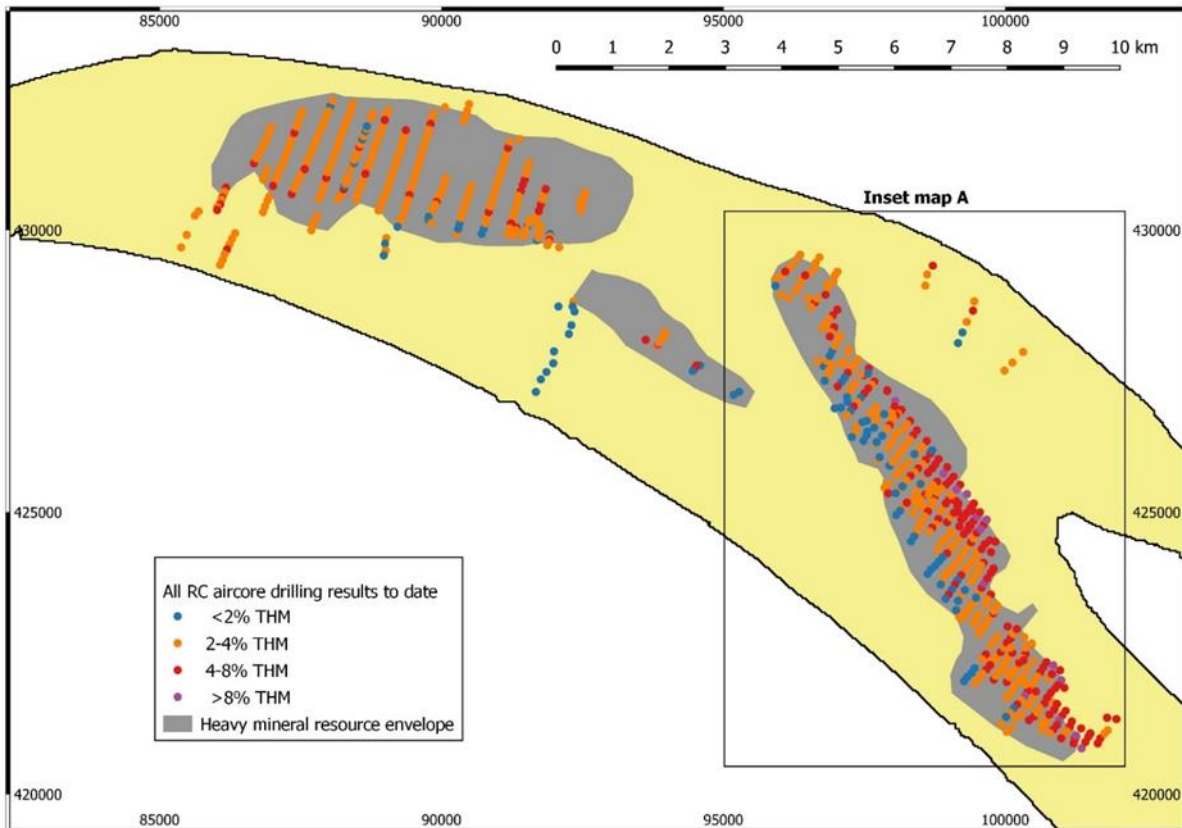 85000 90000 95000 100000
0 1 2 3 4 5 6 7 8 9 10 km
Inset map A
430000 430000
425000 425000
All RC aircore drilling results to date
<2% THM
2-4% THM
4-8% THM
>8% THM
Heavy mineral resource envelope
420000 420000
85000 90000 95000 100000